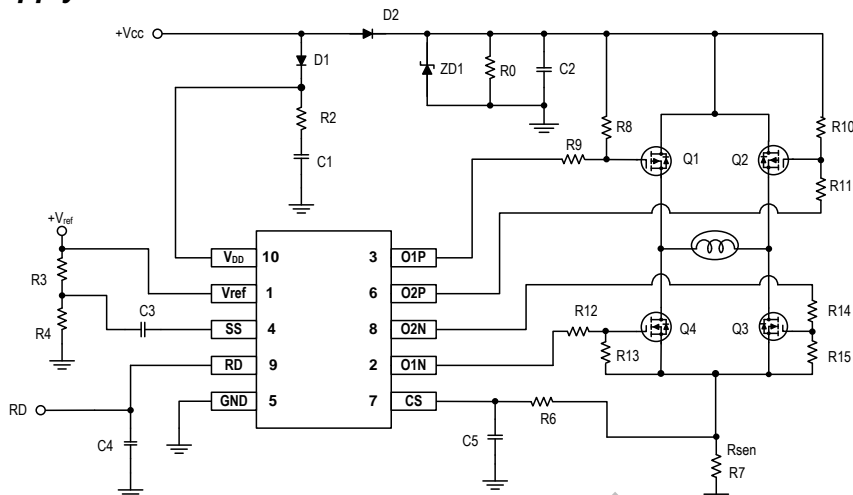 D2
+Vcc
D1
ZD1
R0
C2
R8
R10
R2
R9
Q1
Q2
C1
R11
+Vref
VDD 10 3 O1P
R3
Vref 1 6 O2P
C3
R4
SS 4 8 O2N
R12
R14
Q4
Q3
R13
R15
RD 9 2 O1N
RD
GND 5 7 CS
R6
C4
C5
Rsen
R7